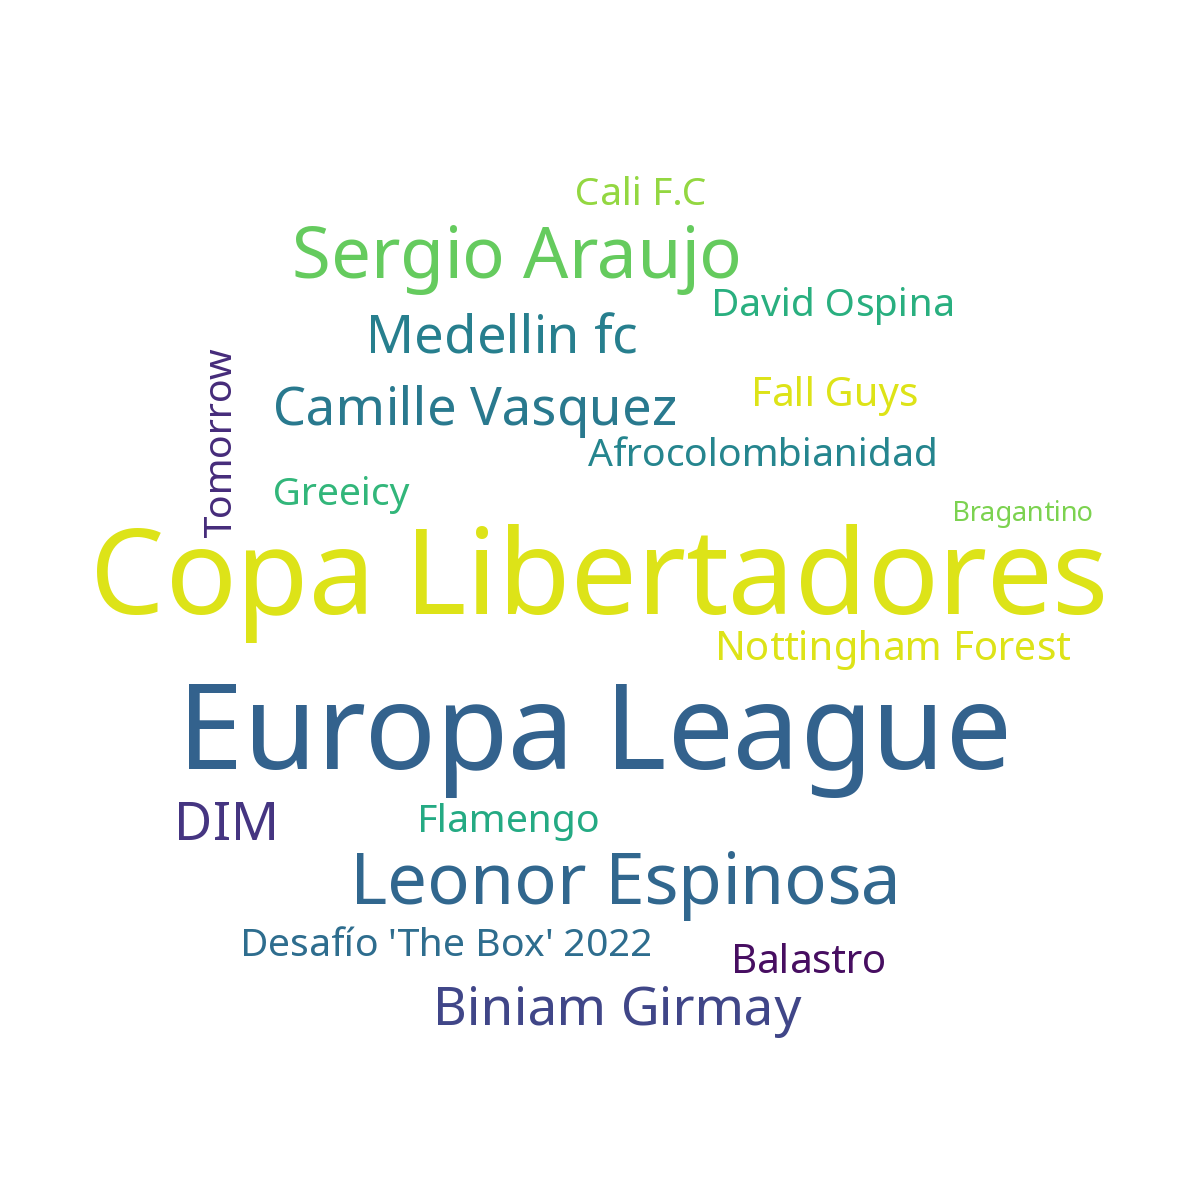 Cali F.C
Sergio Araujo
David Ospina
Medellin fc
Tomorrow
Fall Guys
Camille Vasquez
Afrocolombianidad
Greeicy
Bragantino
Copa Libertadores
Nottingham Forest
Europa League
DIM
Flamengo
Leonor Espinosa
Desafío 'The Box' 2022
Balastro
Biniam Girmay